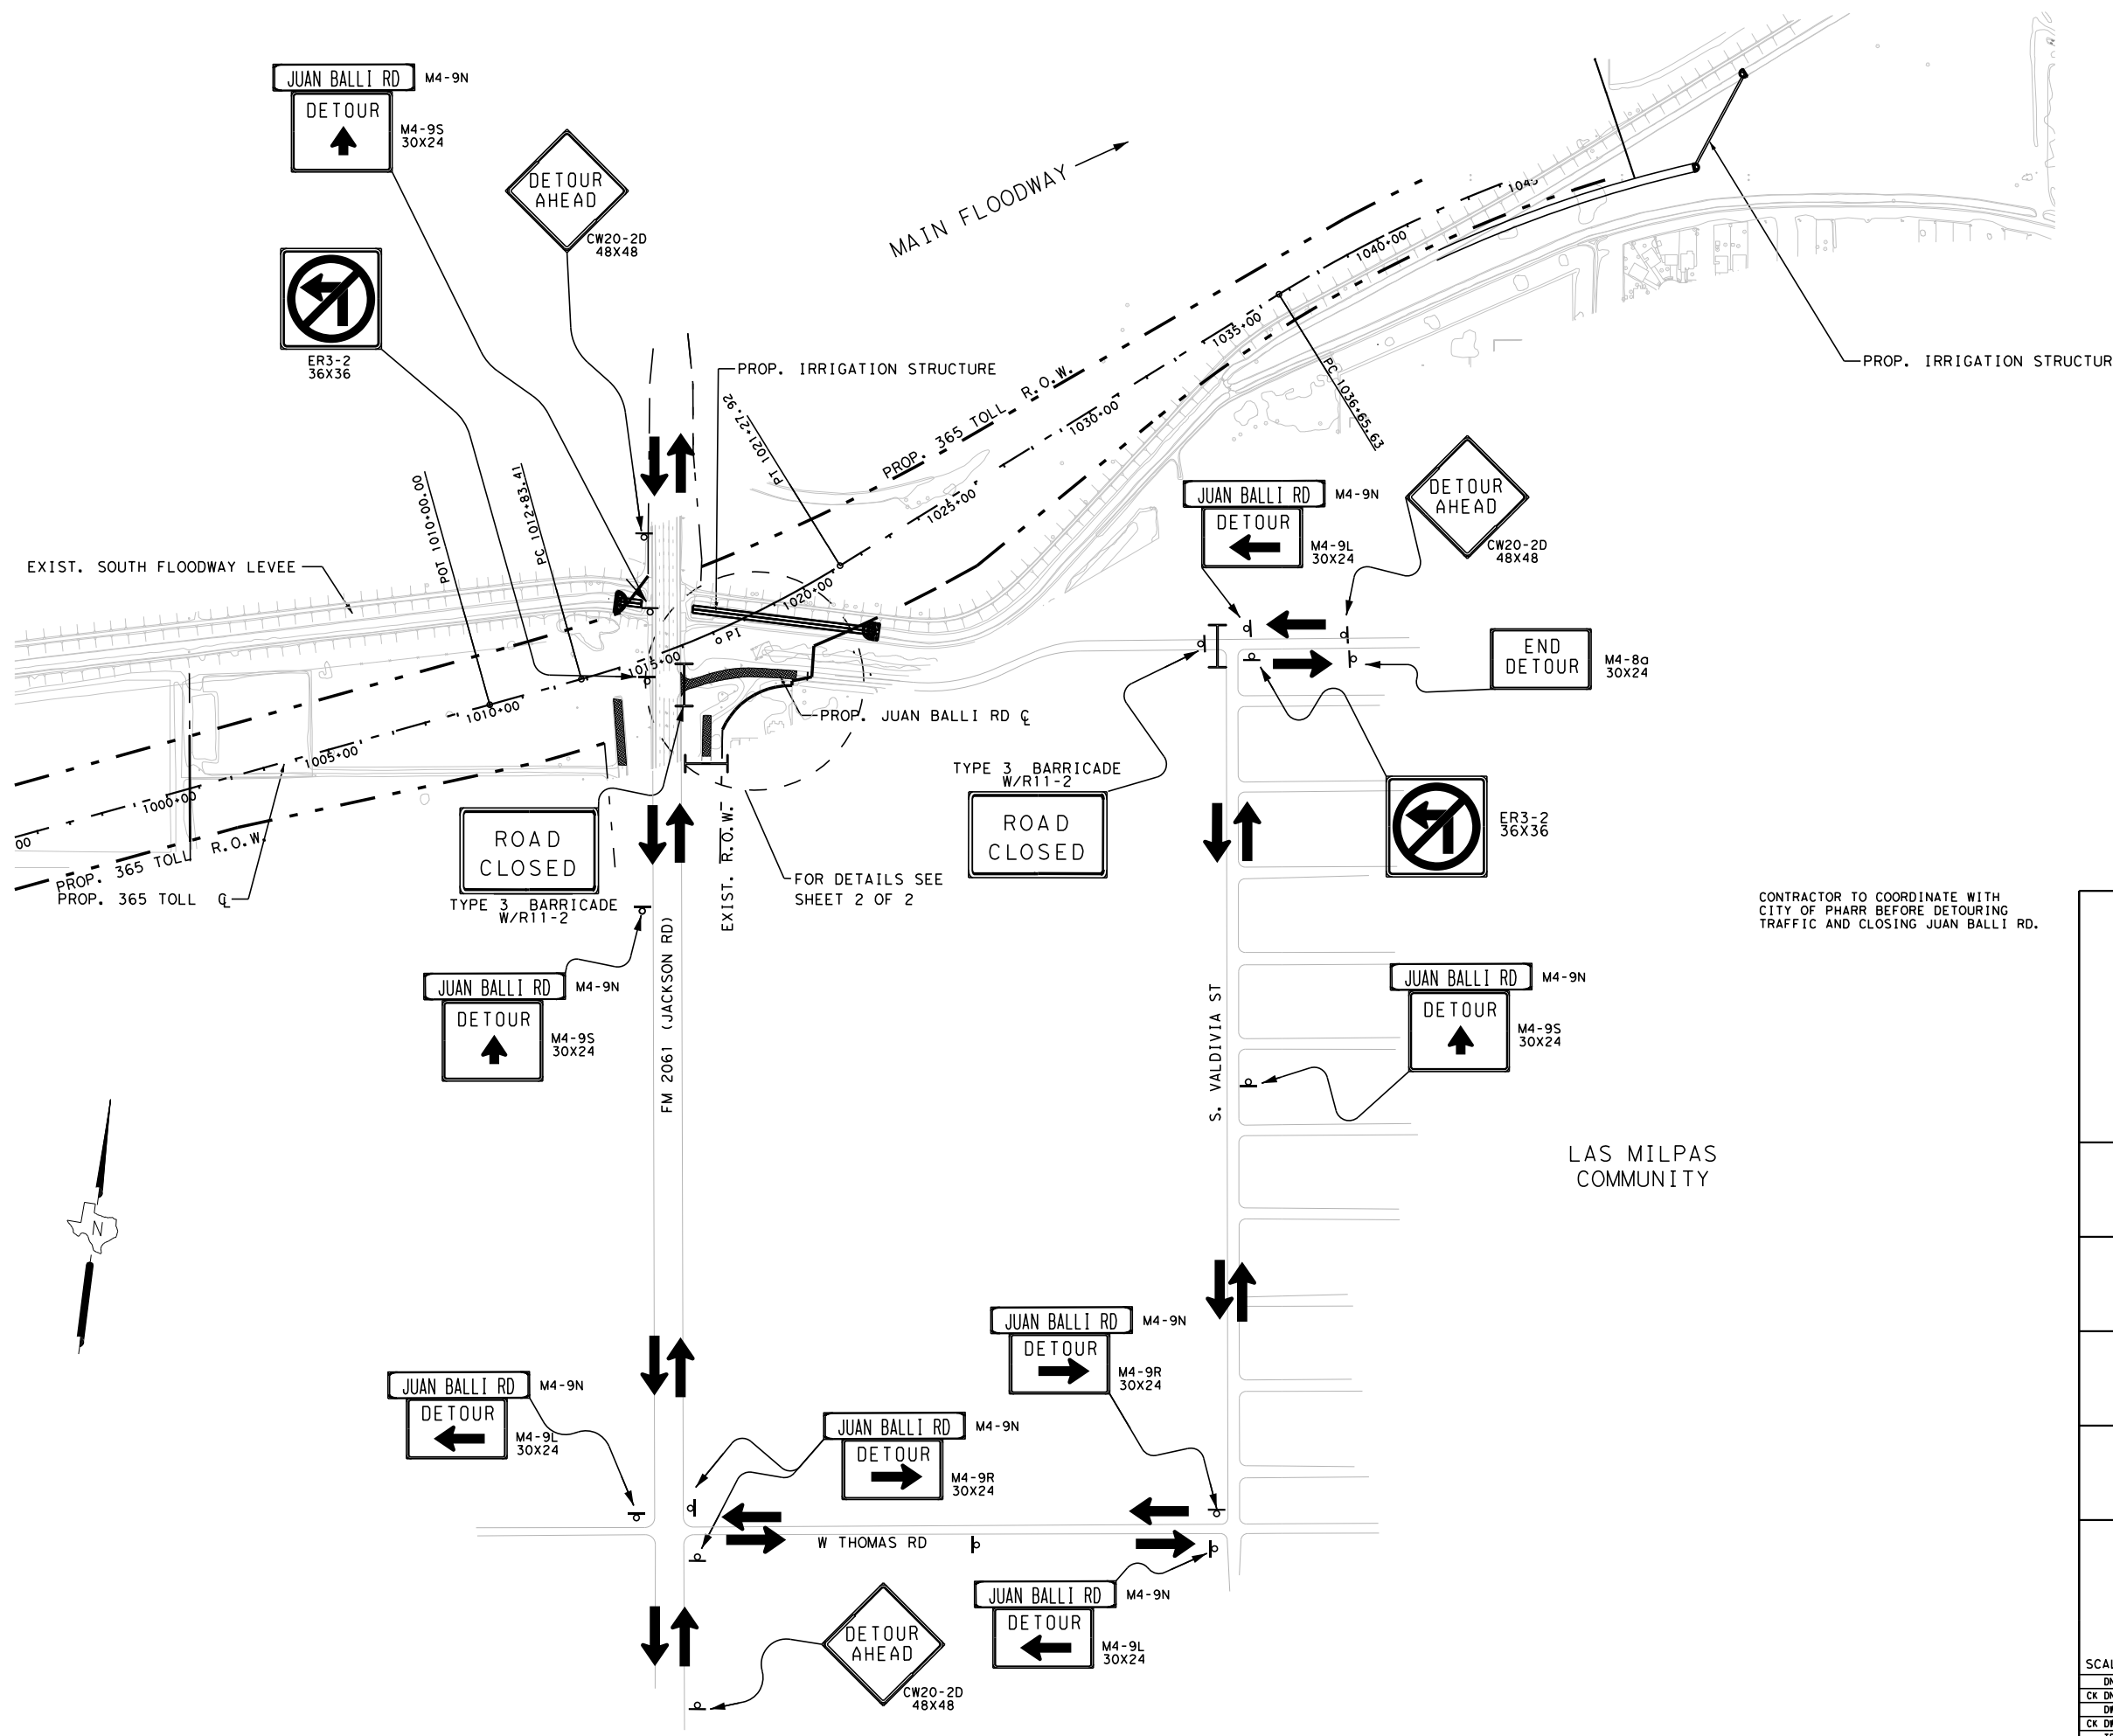 JUAN BALLI RD M4-9N
DETOUR
M4-9S
30X24
DETOUR
AHEAD
CW20-2D
48X48
ER3-2
36X36
MAIN FLOODWAY
PROP. IRRIGATION STRUCTURE
PROP. IRRIGATION STRUCTUR
PROP. 365 TOLL R.O.W.
1040+00
1035+00
1030+00
1025+00
1020+00
1015+00
1010+00
1005+00
1000+00
00
PC 1036+65.63
PT 1021+27.92
PC 1012+83.41
POT 1010+00.00
PI
EXIST. SOUTH FLOODWAY LEVEE
JUAN BALLI RD M4-9N
DETOUR
M4-9L
30X24
DETOUR
AHEAD
CW20-2D
48X48
END
DETOUR
M4-8a
30X24
PROP. JUAN BALLI RD ℄
TYPE 3 BARRICADE
W/R11-2
ROAD
CLOSED
ER3-2
36X36
ROAD
CLOSED
TYPE 3 BARRICADE
W/R11-2
EXIST. R.O.W.
FOR DETAILS SEE
SHEET 2 OF 2
PROP. 365 TOLL R.O.W.
PROP. 365 TOLL ℄
CONTRACTOR TO COORDINATE WITH
CITY OF PHARR BEFORE DETOURING
TRAFFIC AND CLOSING JUAN BALLI RD.
JUAN BALLI RD M4-9N
DETOUR
M4-9S
30X24
FM 2061 (JACKSON RD)
S. VALDIVIA ST
JUAN BALLI RD M4-9N
DETOUR
M4-9S
30X24
LAS MILPAS
COMMUNITY
N
JUAN BALLI RD M4-9N
DETOUR
M4-9R
30X24
JUAN BALLI RD M4-9N
DETOUR
M4-9L
30X24
JUAN BALLI RD M4-9N
DETOUR
M4-9R
30X24
W THOMAS RD
JUAN BALLI RD M4-9N
DETOUR
M4-9L
30X24
DETOUR
AHEAD
CW20-2D
48X48
SCAL
DN
CK DN
DW
CK DW